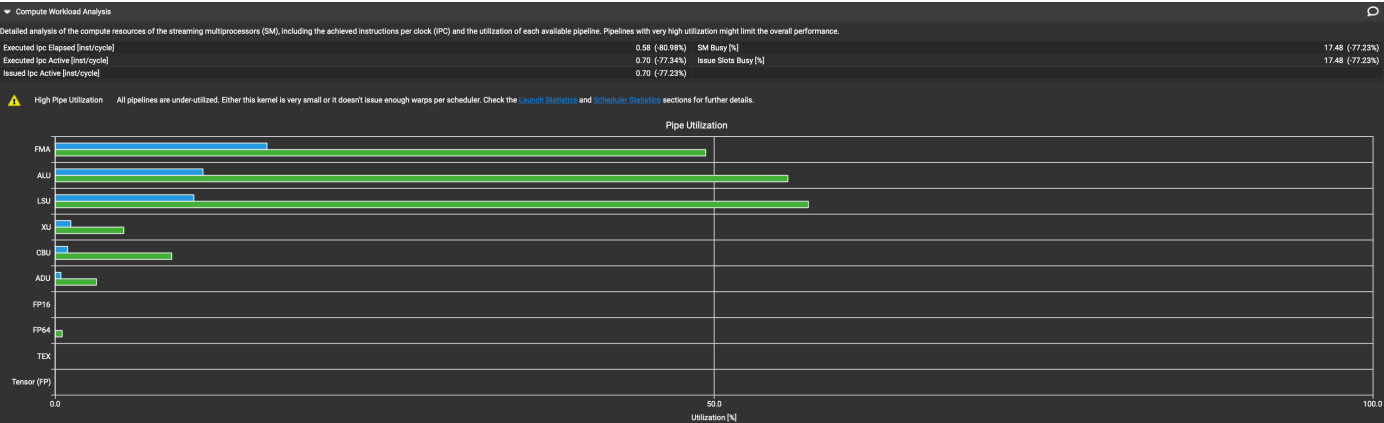 Compute Workload Analysis
Detailed analysis of the compute resources of the streaming multiprocessors (SM), including the achieved instructions per clock (IPC) and the utilization of each available pipeline. Pipelines with very high utilization might limit the overall performance.
Executed Ipc Elapsed [inst/cycle] 0.58 (-80.98%) SM Busy [%] 17.48 (-77.23%)
Executed Ipc Active [inst/cycle] 0.70 (-77.34%) Issue Slots Busy [%] 17.48 (-77.23%)
Issued Ipc Active [inst/cycle] 0.70 (-77.23%)
High Pipe Utilization All pipelines are under-utilized. Either this kernel is very small or it doesn't issue enough warps per scheduler. Check the Launch Statistics and Scheduler Statistics sections for further details.
Pipe Utilization
FMA
ALU
LSU
XU
CBU
ADU
FP16
FP64
TEX
Tensor (FP)
0.0 50.0 100.0
Utilization [%]